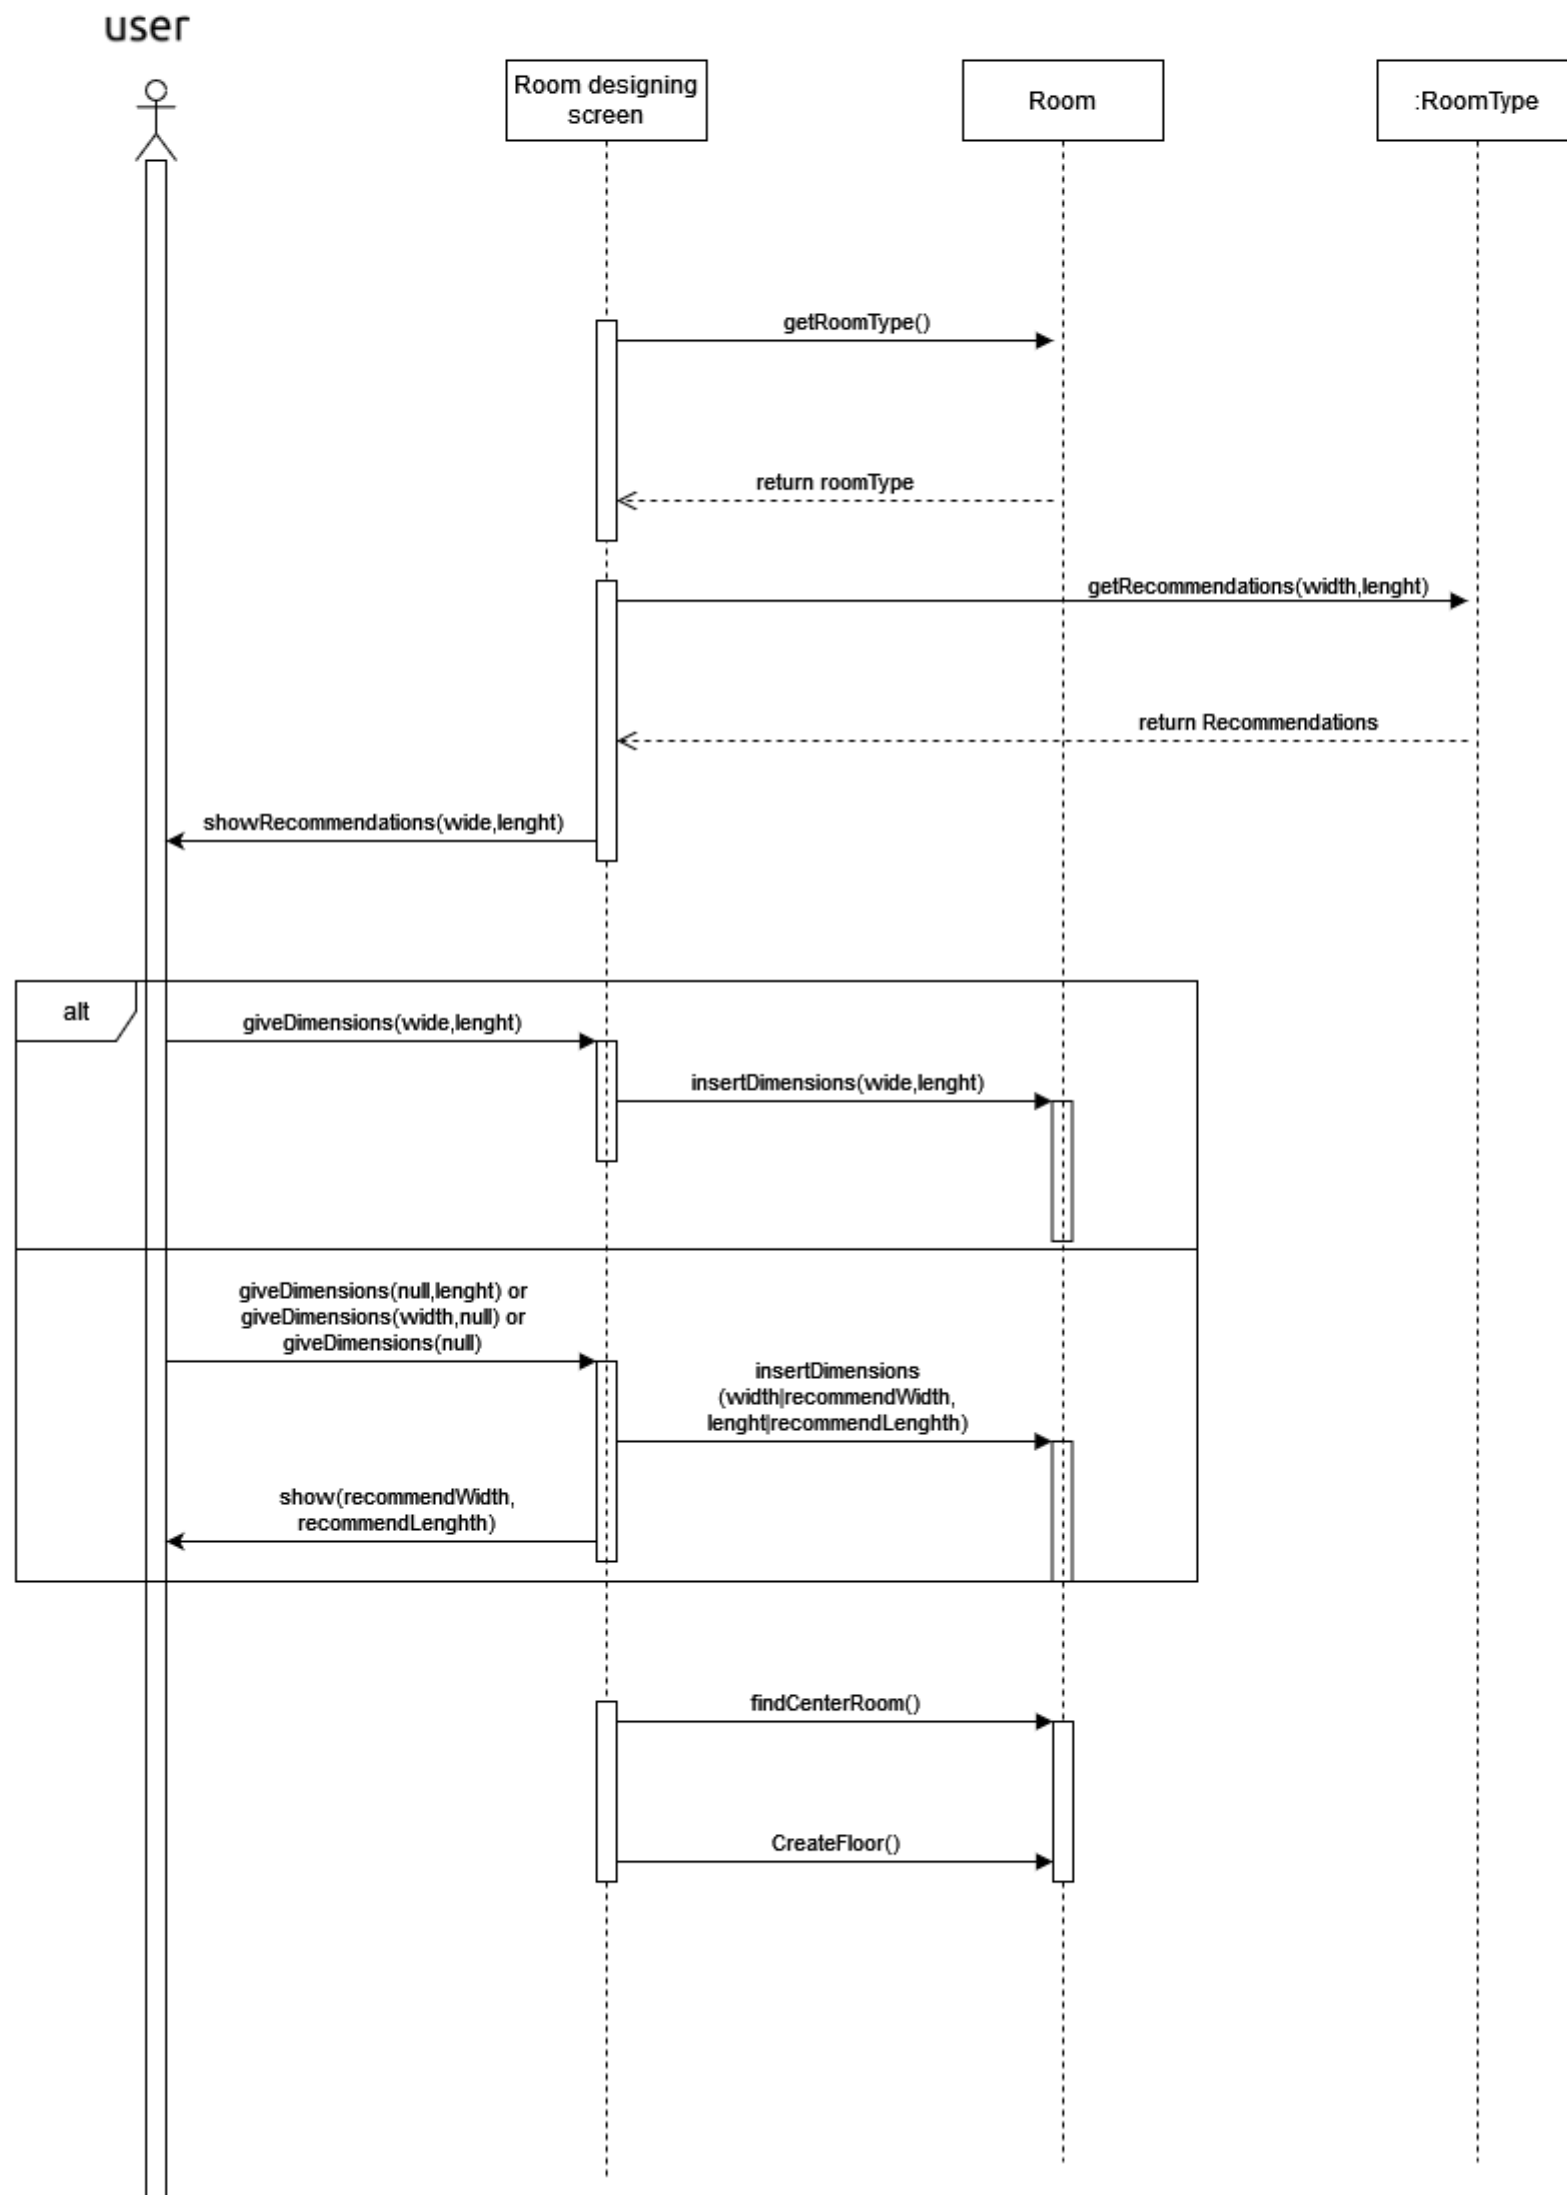 user
Room designing
screen
Room
:RoomType
getRoomType()
return roomType
getRecommendations(width,lenght)
return Recommendations
showRecommendations(wide,lenght)
alt
giveDimensions(wide,lenght)
insertDimensions(wide,lenght)
giveDimensions(null,lenght) or
giveDimensions(width,null) or
giveDimensions(null)
insertDimensions
(width|recommendWidth,
lenght|recommendLenghth)
show(recommendWidth,
recommendLenghth)
findCenterRoom()
CreateFloor()